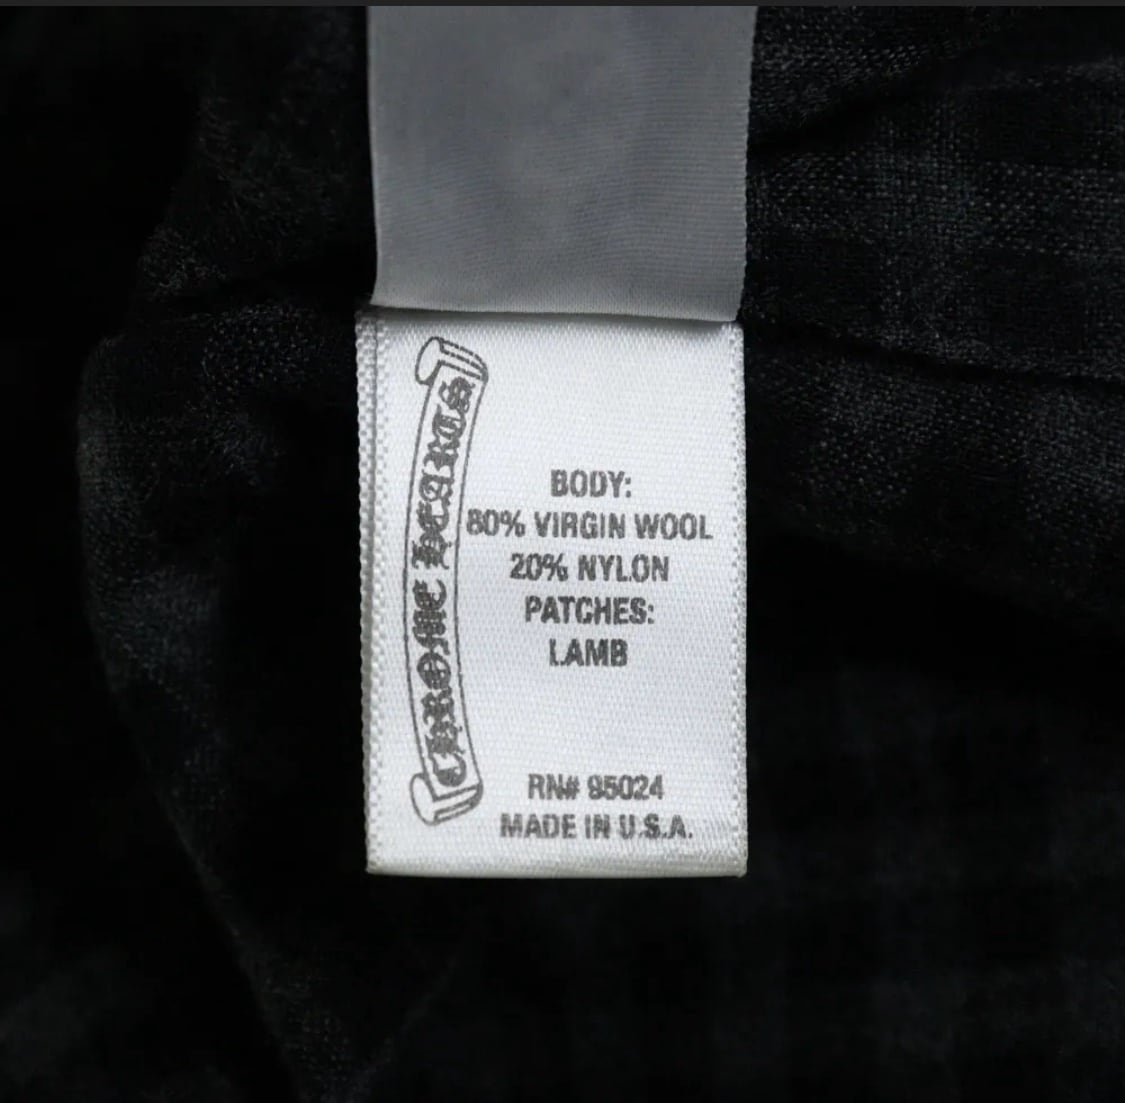 CHROME HEARTS
BODY:
80% VIRGIN WOOL
20% NYLON
PATCHES:
LAMB
RN# 95024
MADE IN U.S.A.